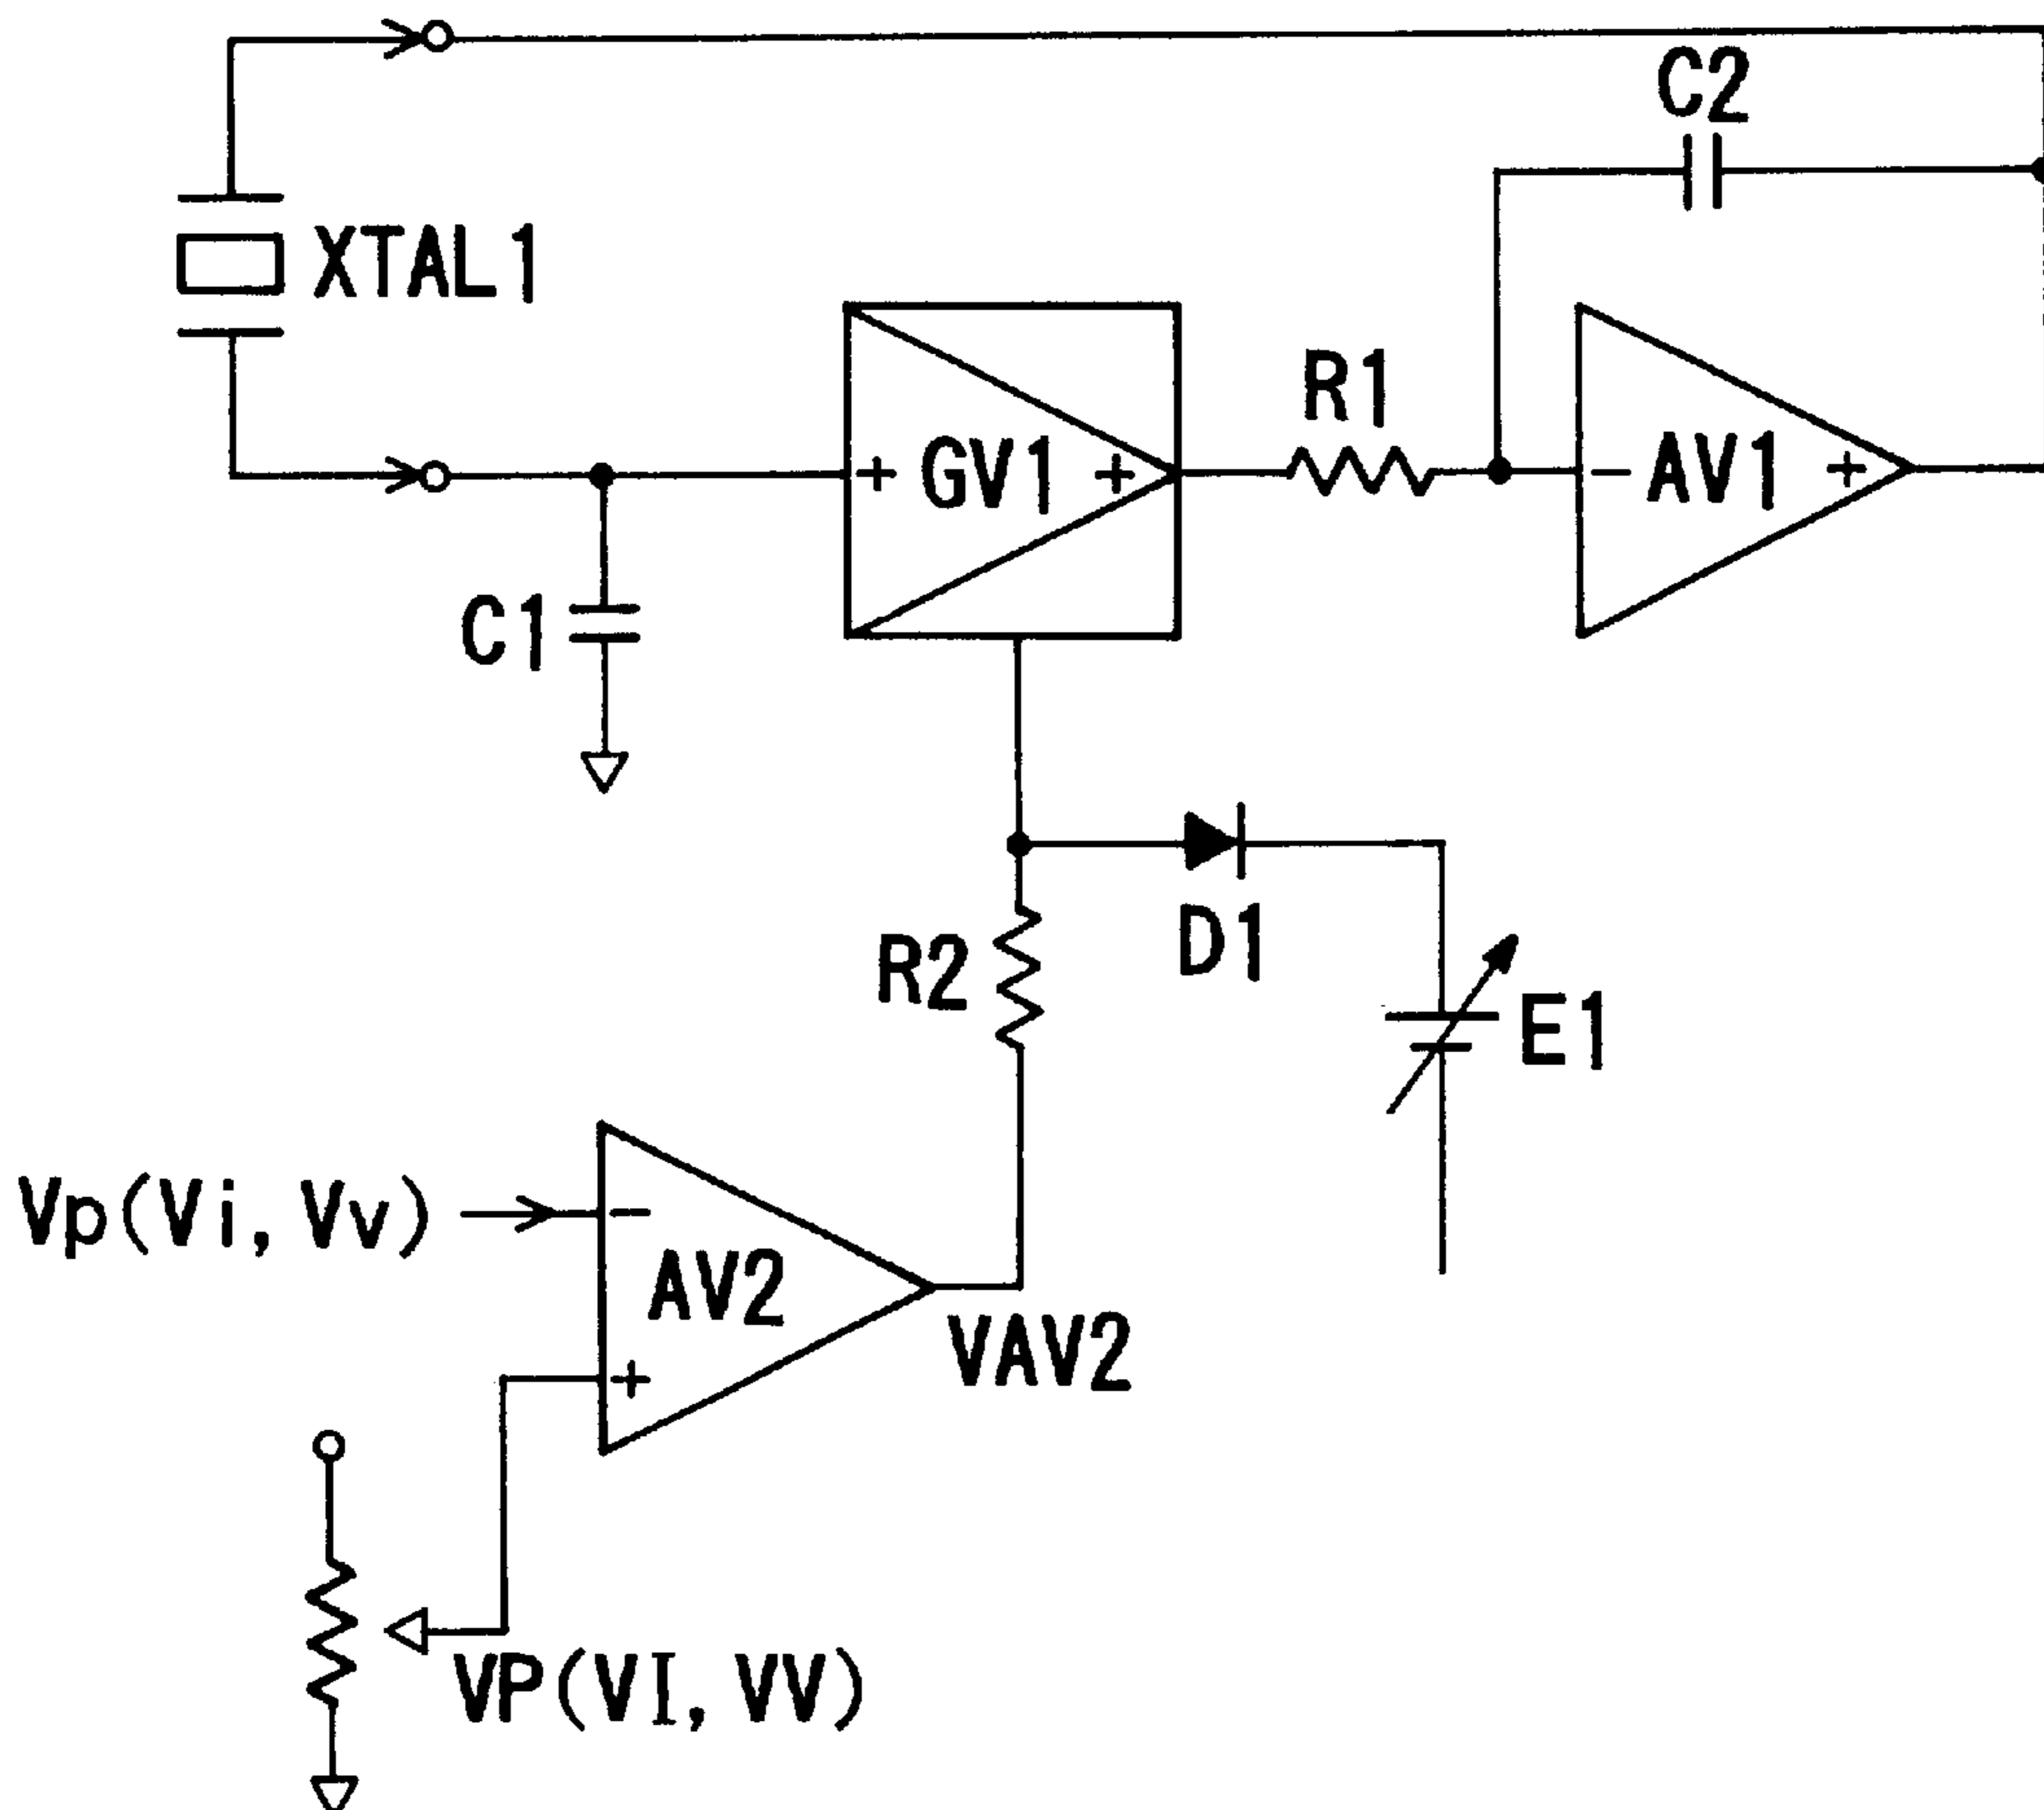 C2
XTAL1
R1
+ GV1 +
- AV1 +
C1
D1
R2
E1
Vp(Vi, Vv)
-
AV2
+
VAV2
VP(VI, VV)